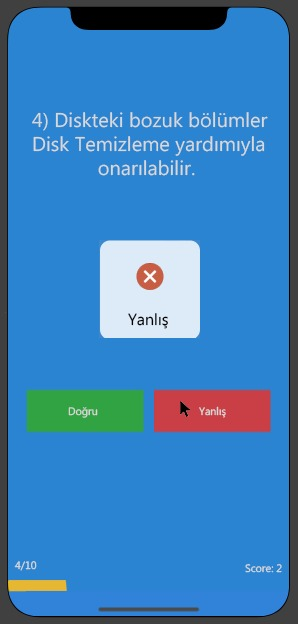 4) Diskteki bozuk bölümler
Disk Temizleme yardımıyla
onarılabilir.
Yanlış
Doğru
Yanlış
4/10
Score: 2